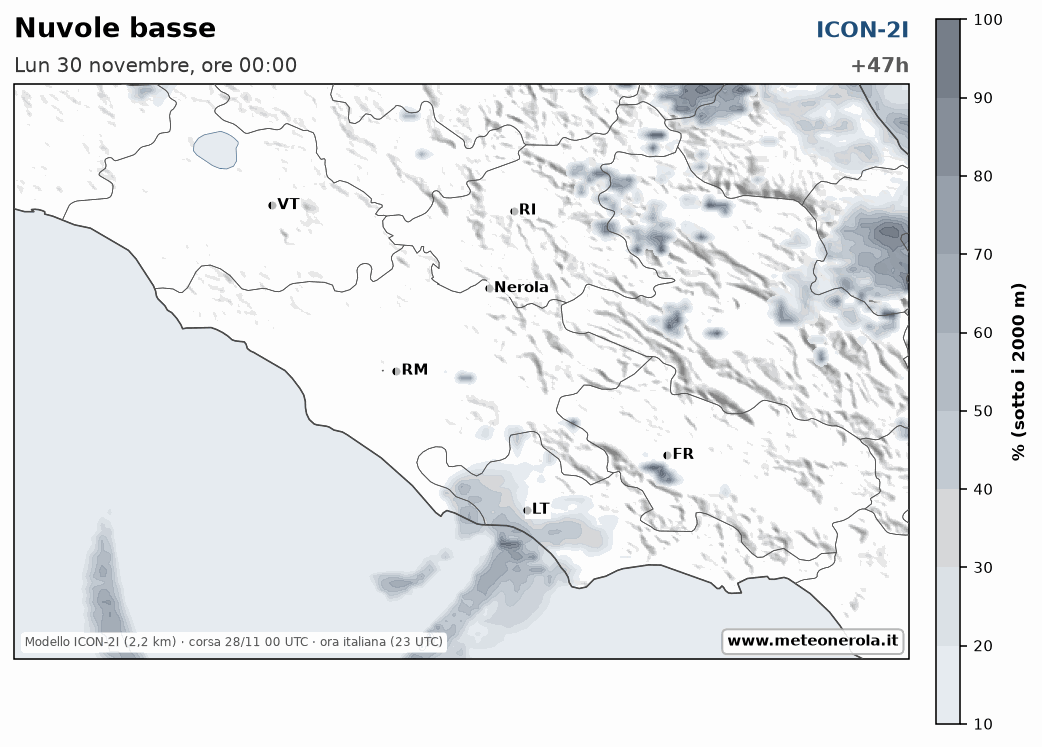 Nuvole basse
ICON-2I
Lun 30 novembre, ore 00:00
+47h
100
90
80
70
60
50
40
30
20
10
% (sotto i 2000 m)
VT
RI
Nerola
RM
FR
LT
Modello ICON-2I (2,2 km) · corsa 28/11 00 UTC · ora italiana (23 UTC)
www.meteonerola.it